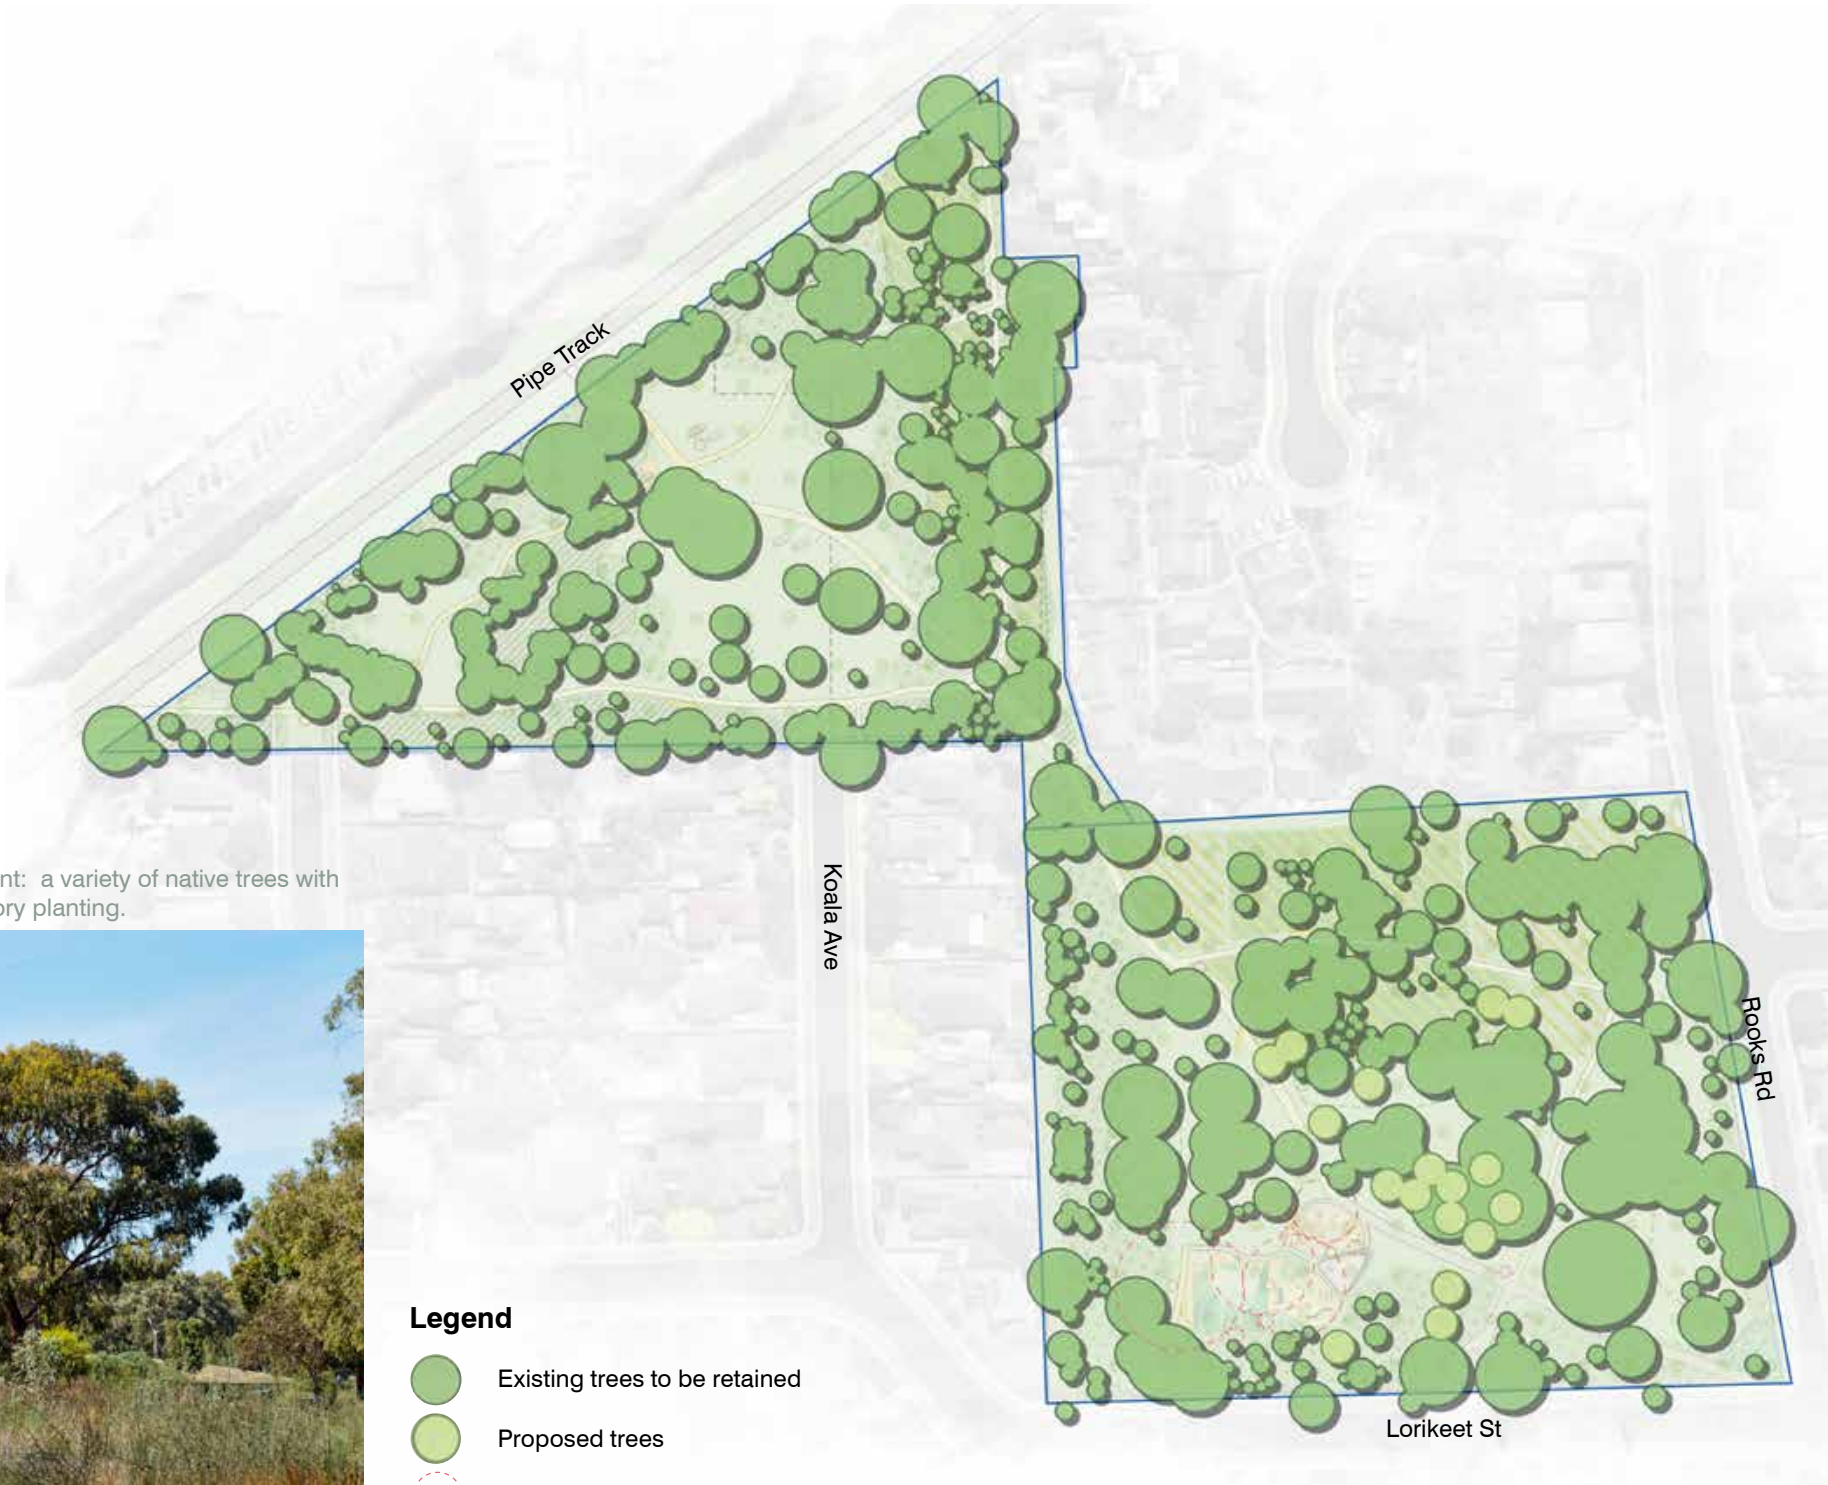 Pipe Track
nt: a variety of native trees with
ory planting.
Koala Ave
Rooks Rd
Lorikeet St
Legend
Existing trees to be retained
Proposed trees